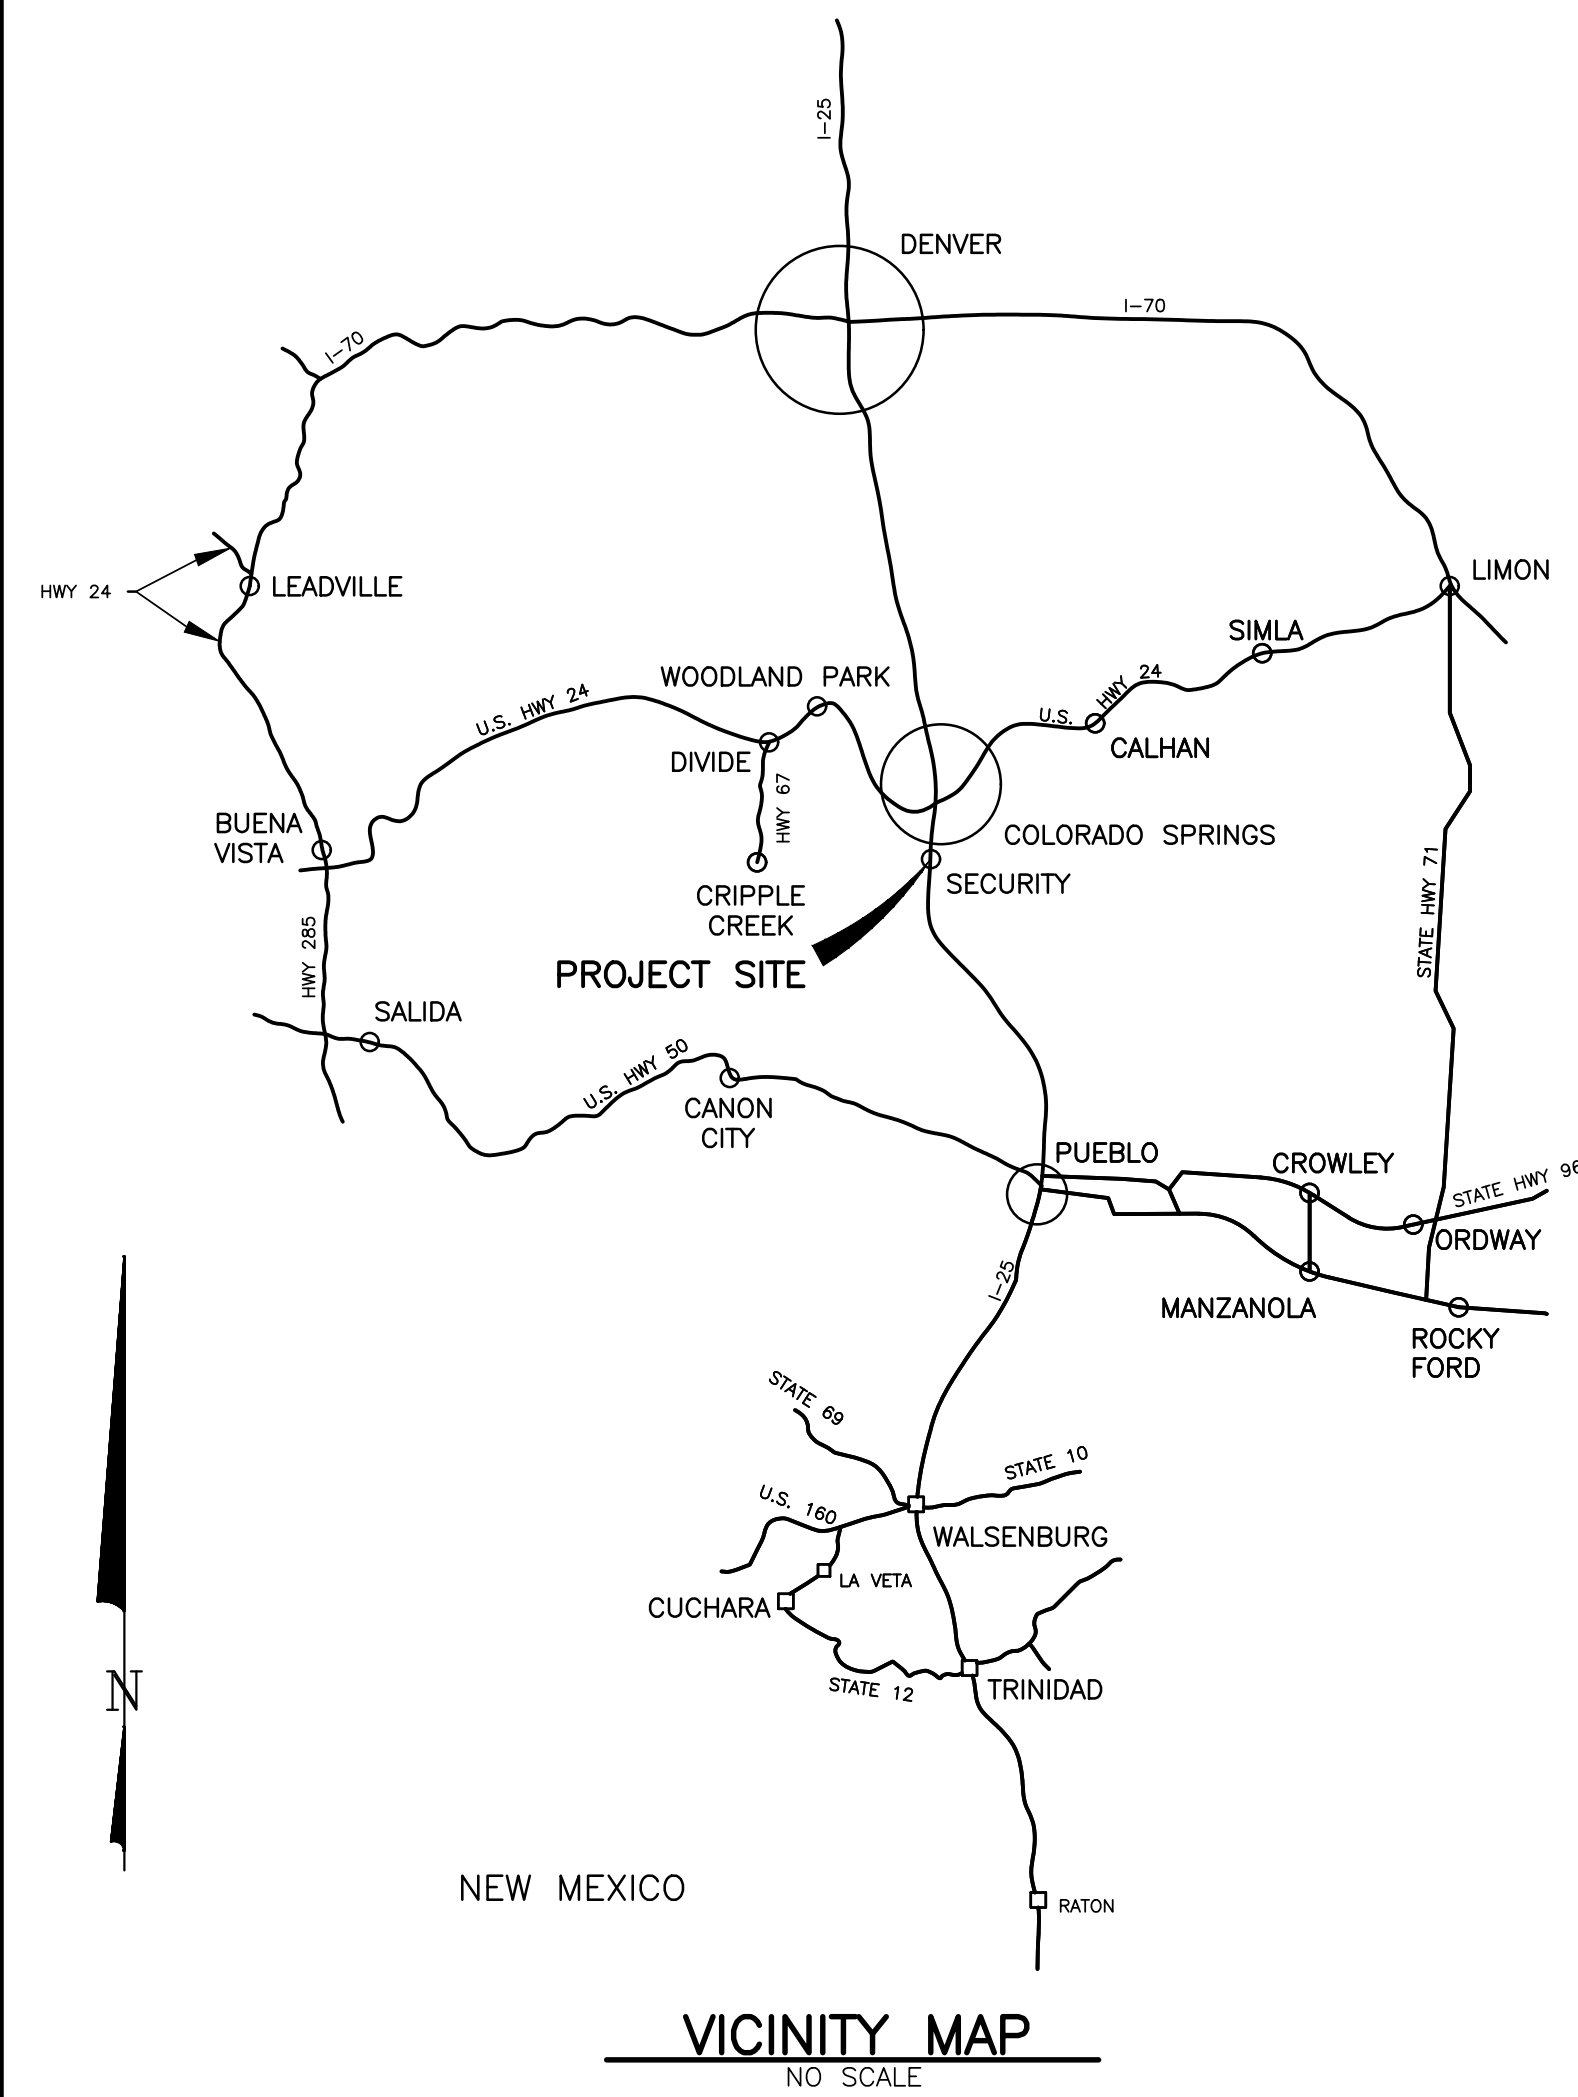 I-25
DENVER
I-70
I-70
LIMON
HWY 24
LEADVILLE
SIMLA
WOODLAND PARK
U.S. HWY 24
U.S. HWY 24
CALHAN
DIVIDE
HWY 67
BUENA
VISTA
COLORADO SPRINGS
SECURITY
CRIPPLE
CREEK
STATE HWY 71
HWY 285
PROJECT SITE
SALIDA
U.S. HWY 50
CANON
CITY
PUEBLO
CROWLEY
STATE HWY 96
ORDWAY
I-25
MANZANOLA
ROCKY
FORD
STATE 69
STATE 10
U.S. 160
WALSENBURG
LA VETA
CUCHARA
STATE 12
TRINIDAD
N
NEW MEXICO
RATON
VICINITY MAP
NO SCALE